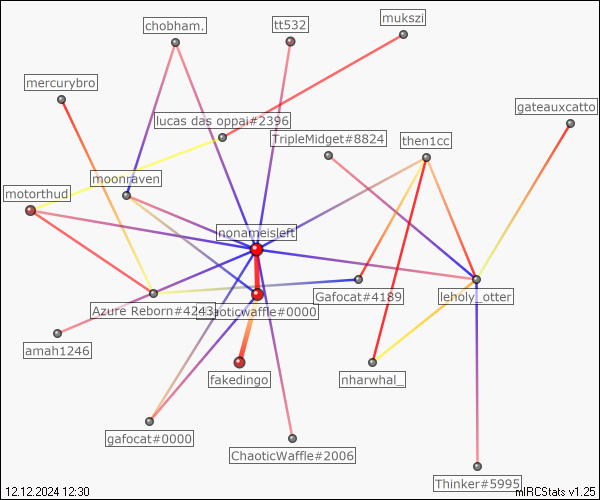 mukszi
tt532
chobham.
mercurybro
gateauxcatto
lucas das oppai#2396
TripleMidget#8824
then1cc
moonraven
motorthud
nonameisleft
Gafocat#4189
leholy_otter
Azure Reborn#4243
chaoticwaffle#0000
amah1246
fakedingo
nharwhal_
gafocat#0000
ChaoticWaffle#2006
Thinker#5995
12.12.2024 12:30
mIRCStats v1.25